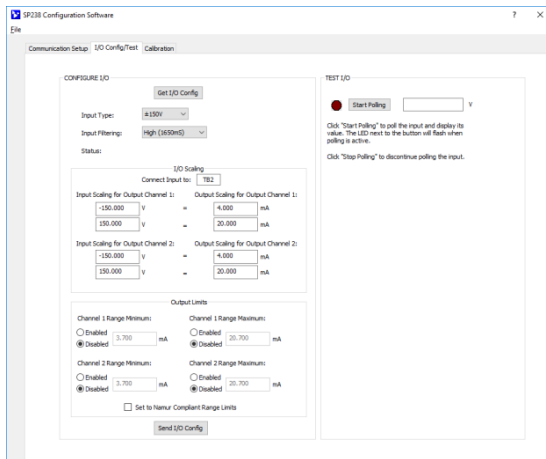 SP238 Configuration Software
File
Communication Setup I/O Config/Test Calibration
CONFIGURE I/O
Get I/O Config
Input Type: ±150V
Input Filtering: High (1650mS)
Status:
I/O Scaling
Connect Input to: TB2
Input Scaling for Output Channel 1: Output Scaling for Output Channel 1:
-150.000 V = 4.000 mA
150.000 V = 20.000 mA
Input Scaling for Output Channel 2: Output Scaling for Output Channel 2:
-150.000 V = 4.000 mA
150.000 V = 20.000 mA
Output Limits
Channel 1 Range Minimum: Channel 1 Range Maximum:
Enabled Enabled
3.700 mA 20.700 mA
Disabled Disabled
Channel 2 Range Minimum: Channel 2 Range Maximum:
Enabled Enabled
3.700 mA 20.700 mA
Disabled Disabled
Set to Namur Compliant Range Limits
Send I/O Config
TEST I/O
Start Polling V
Click "Start Polling" to poll the input and display its
value. The LED next to the button will flash when
polling is active.
Click "Stop Polling" to discontinue polling the input.